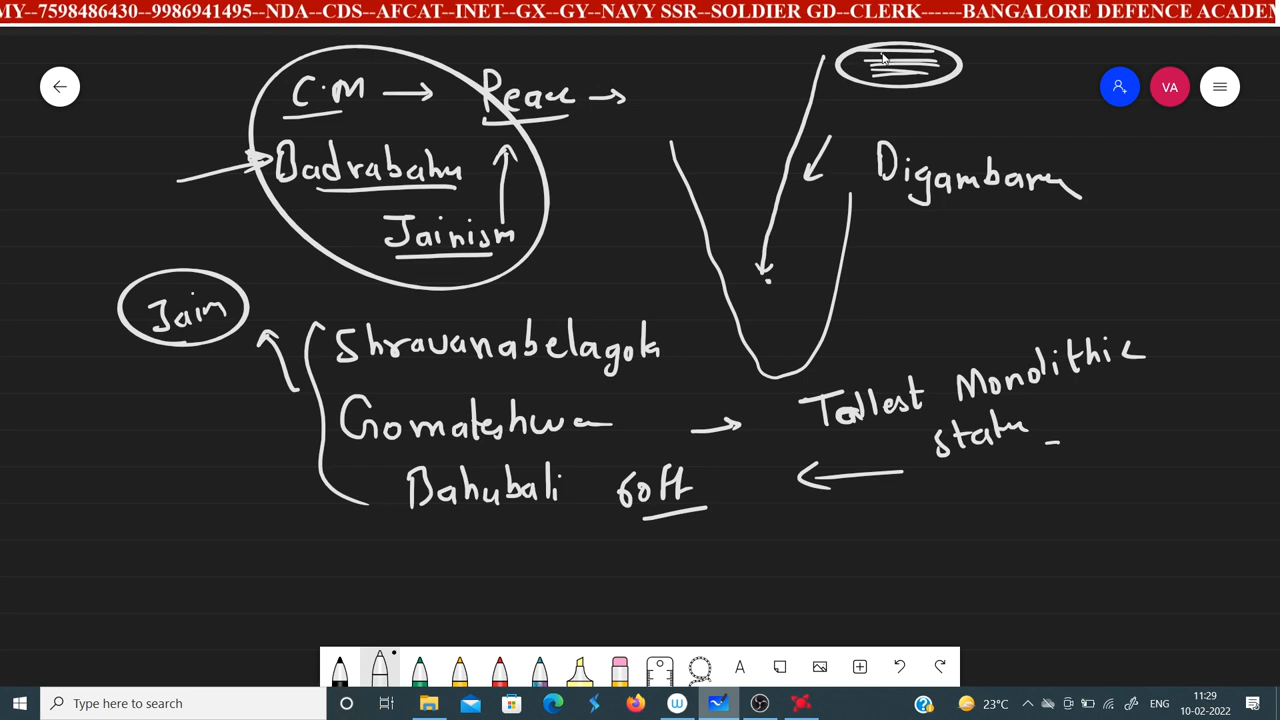 MY--7598486430--9986941495--NDA--CDS--AFCAT--INET--GX--GY--NAVY SSR--SOLDIER GD--CLERK------BANGALORE DEFENCE ACADEM
C.M → Peace →
Badrabahu
Jainism
Digambara
VA
Jain
Shravanabelagola
Gomateshwa → Tallest Monolithic
statu
Bahubali 60ft
A
Type here to search
23°C
ENG
11:29
10-02-2022